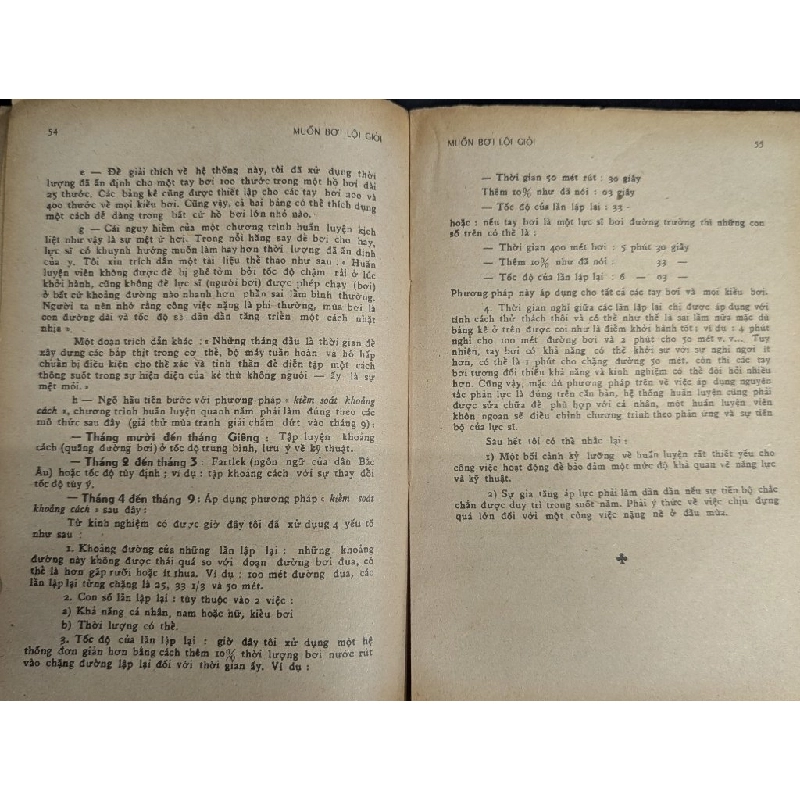 54 MUỐN BƠI LỘI GIỎI
e — Để giải thích về hệ thống này, tôi đã xử dụng thời
lượng đã ấn định cho một tay bơi 100 thước trong một hồ bơi dài
25 thước. Các bảng kê cũng được thiết lập cho các tay bơi 200 và
400 thước về mọi kiểu bơi. Cũng vậy, cả hai bảng có thể thích dụng
một cách dễ dàng trong bất cứ hồ bơi lớn nhỏ nào.
g — Cái nguy hiểm của một chương trình huấn luyện kịch
liệt như vậy là sự mệt ừ hơi. Trong nỗi hăng say để bơi cho hay,
lực sĩ có khuynh hướng muốn làm hay hơn thời lượng đã ấn định
của y. Tôi xin trích dẫn một tài liệu thể thao như sau : « Huấn
luyện viên không được để bị ghê tởm bởi tốc độ chậm rãi ở lúc
khởi hành, cũng không để lực sĩ (người bơi) được phép chạy (bơi)
ở bất cứ khoảng đường nào nhanh hơn phần sai lầm bình thường.
Người ta nên nhớ rằng công việc nặng là phi thường, mùa bơi là
con đường dài và tốc độ sẽ dần dần tăng triển một cách nhật
nhịa ».
Một đoạn trích dẫn khác : « Những tháng đầu là thời gian để
xây dựng các bắp thịt trong cơ thể, bộ máy tuần hoàn và hô hấp
chuẩn bị điều kiện cho thể xác và tinh thần để diễn tập một cách
thông suốt trong sự hiện diện của kẻ thù không nguôi — ấy là sự
mệt mỏi. »
h — Ngõ hầu tiến bước với phương pháp « kiểm soát khoảng
cách », chương trình huấn luyện quanh năm phải làm đúng theo các
mô thức sau đây (giả thử mùa tranh giải chấm dứt vào tháng 9) :
— Tháng mười đến tháng Giêng : Tập luyện khoảng
cách (quãng đường bơi) ở tốc độ trung bình, lưu ý về kỹ thuật.
— Tháng 2 đến tháng 3 : Fartlek (ngôn ngữ của dân Bắc
Âu) hoặc tốc độ tùy định ; ví dụ : tập khoảng cách với sự thay đổi
tốc độ tùy ý.
— Tháng 4 đến tháng 9 : Áp dụng phương pháp « kiểm soát
khoảng cách » sau đây :
Từ kinh nghiệm có được giờ đây tôi đã xử dụng 4 yếu tố
như sau :
1. Khoảng đường của những lần lập lại : những khoảng
đường này không được thái quá so với đoạn đường bơi đua, có
thể là hơn gấp rưỡi hoặc ít thua. Ví dụ : 100 mét đường đua, các
lần lập lại từng chặng là 25, 33 1/3 và 50 mét.
2. Con số lần lập lại : tùy thuộc vào 2 việc :
a) Khả năng cá nhân, nam hoặc nữ, kiểu bơi
b) Thời lượng có thể.
3. Tốc độ của lần lập lại : giờ đây tôi xử dụng một hệ
thống đơn giản hơn bằng cách thêm 10% thời lượng bơi nước rút
vào chặng đường lập lại đối với thời gian ấy. Ví dụ :
MUỐN BƠI LỘI GIỎI 55
— Thời gian 50 mét rút : 30 giây
Thêm 10% như đã nói : 03 giây
— Tốc độ của lần lập lại : 33 -
hoặc : nếu tay bơi là một lực sĩ bơi đường trường thì những con
số trên có thể là :
— Thời gian 400 mét bơi : 5 phút 30 giây
— Thêm 10% như đã nói : 33 —
— Tốc độ của lần lập lại : 6 — 03 —
Phương pháp này áp dụng cho tất cả các tay bơi và mọi kiểu bơi.
4. Thời gian nghỉ giữa các lần lập lại chỉ được áp dụng với
tính cách thử thách thôi và có thể như thế là sai lầm nữa mặc dù
bảng kê ở trên được coi như là điểm khởi hành tốt : ví dụ : 4 phút
nghỉ cho 100 mét đường bơi và 2 phút cho 50 mét v. v... Tuy
nhiên, tay bơi có khả năng có thể khởi sự với sự nghỉ ngơi ít
hơn, có thể là 1 phút cho chặng đường 50 mét. còn thì các tay
bơi tương đối thiếu khả năng và kinh nghiệm có thể đòi hỏi nhiều
hơn. Cũng vậy, mặc dù phương pháp trên về việc áp dụng nguyên
tắc phản lực là đúng trên căn bản, hệ thống huấn luyện cũng phải
được sửa chữa để phù hợp với cá nhân, một huấn luyện viên
khôn ngoan sẽ điều chỉnh chương trình theo phản ứng và sự tiến
bộ của lực sĩ.
Sau hết tôi có thể nhắc lại :
1) Một bối cảnh kỹ lưỡng về huấn luyện rất thiết yếu cho
công việc hoạt động để bảo đảm một mức độ khả quan về năng lực
và kỹ thuật.
2) Sự gia tăng áp lực phải làm dần dần nếu sự tiến bộ chắc
chắn được duy trì trong suốt năm. Phải ý thức về việc chịu đựng
quá lớn đối với một công việc nặng nề ở đầu mùa.